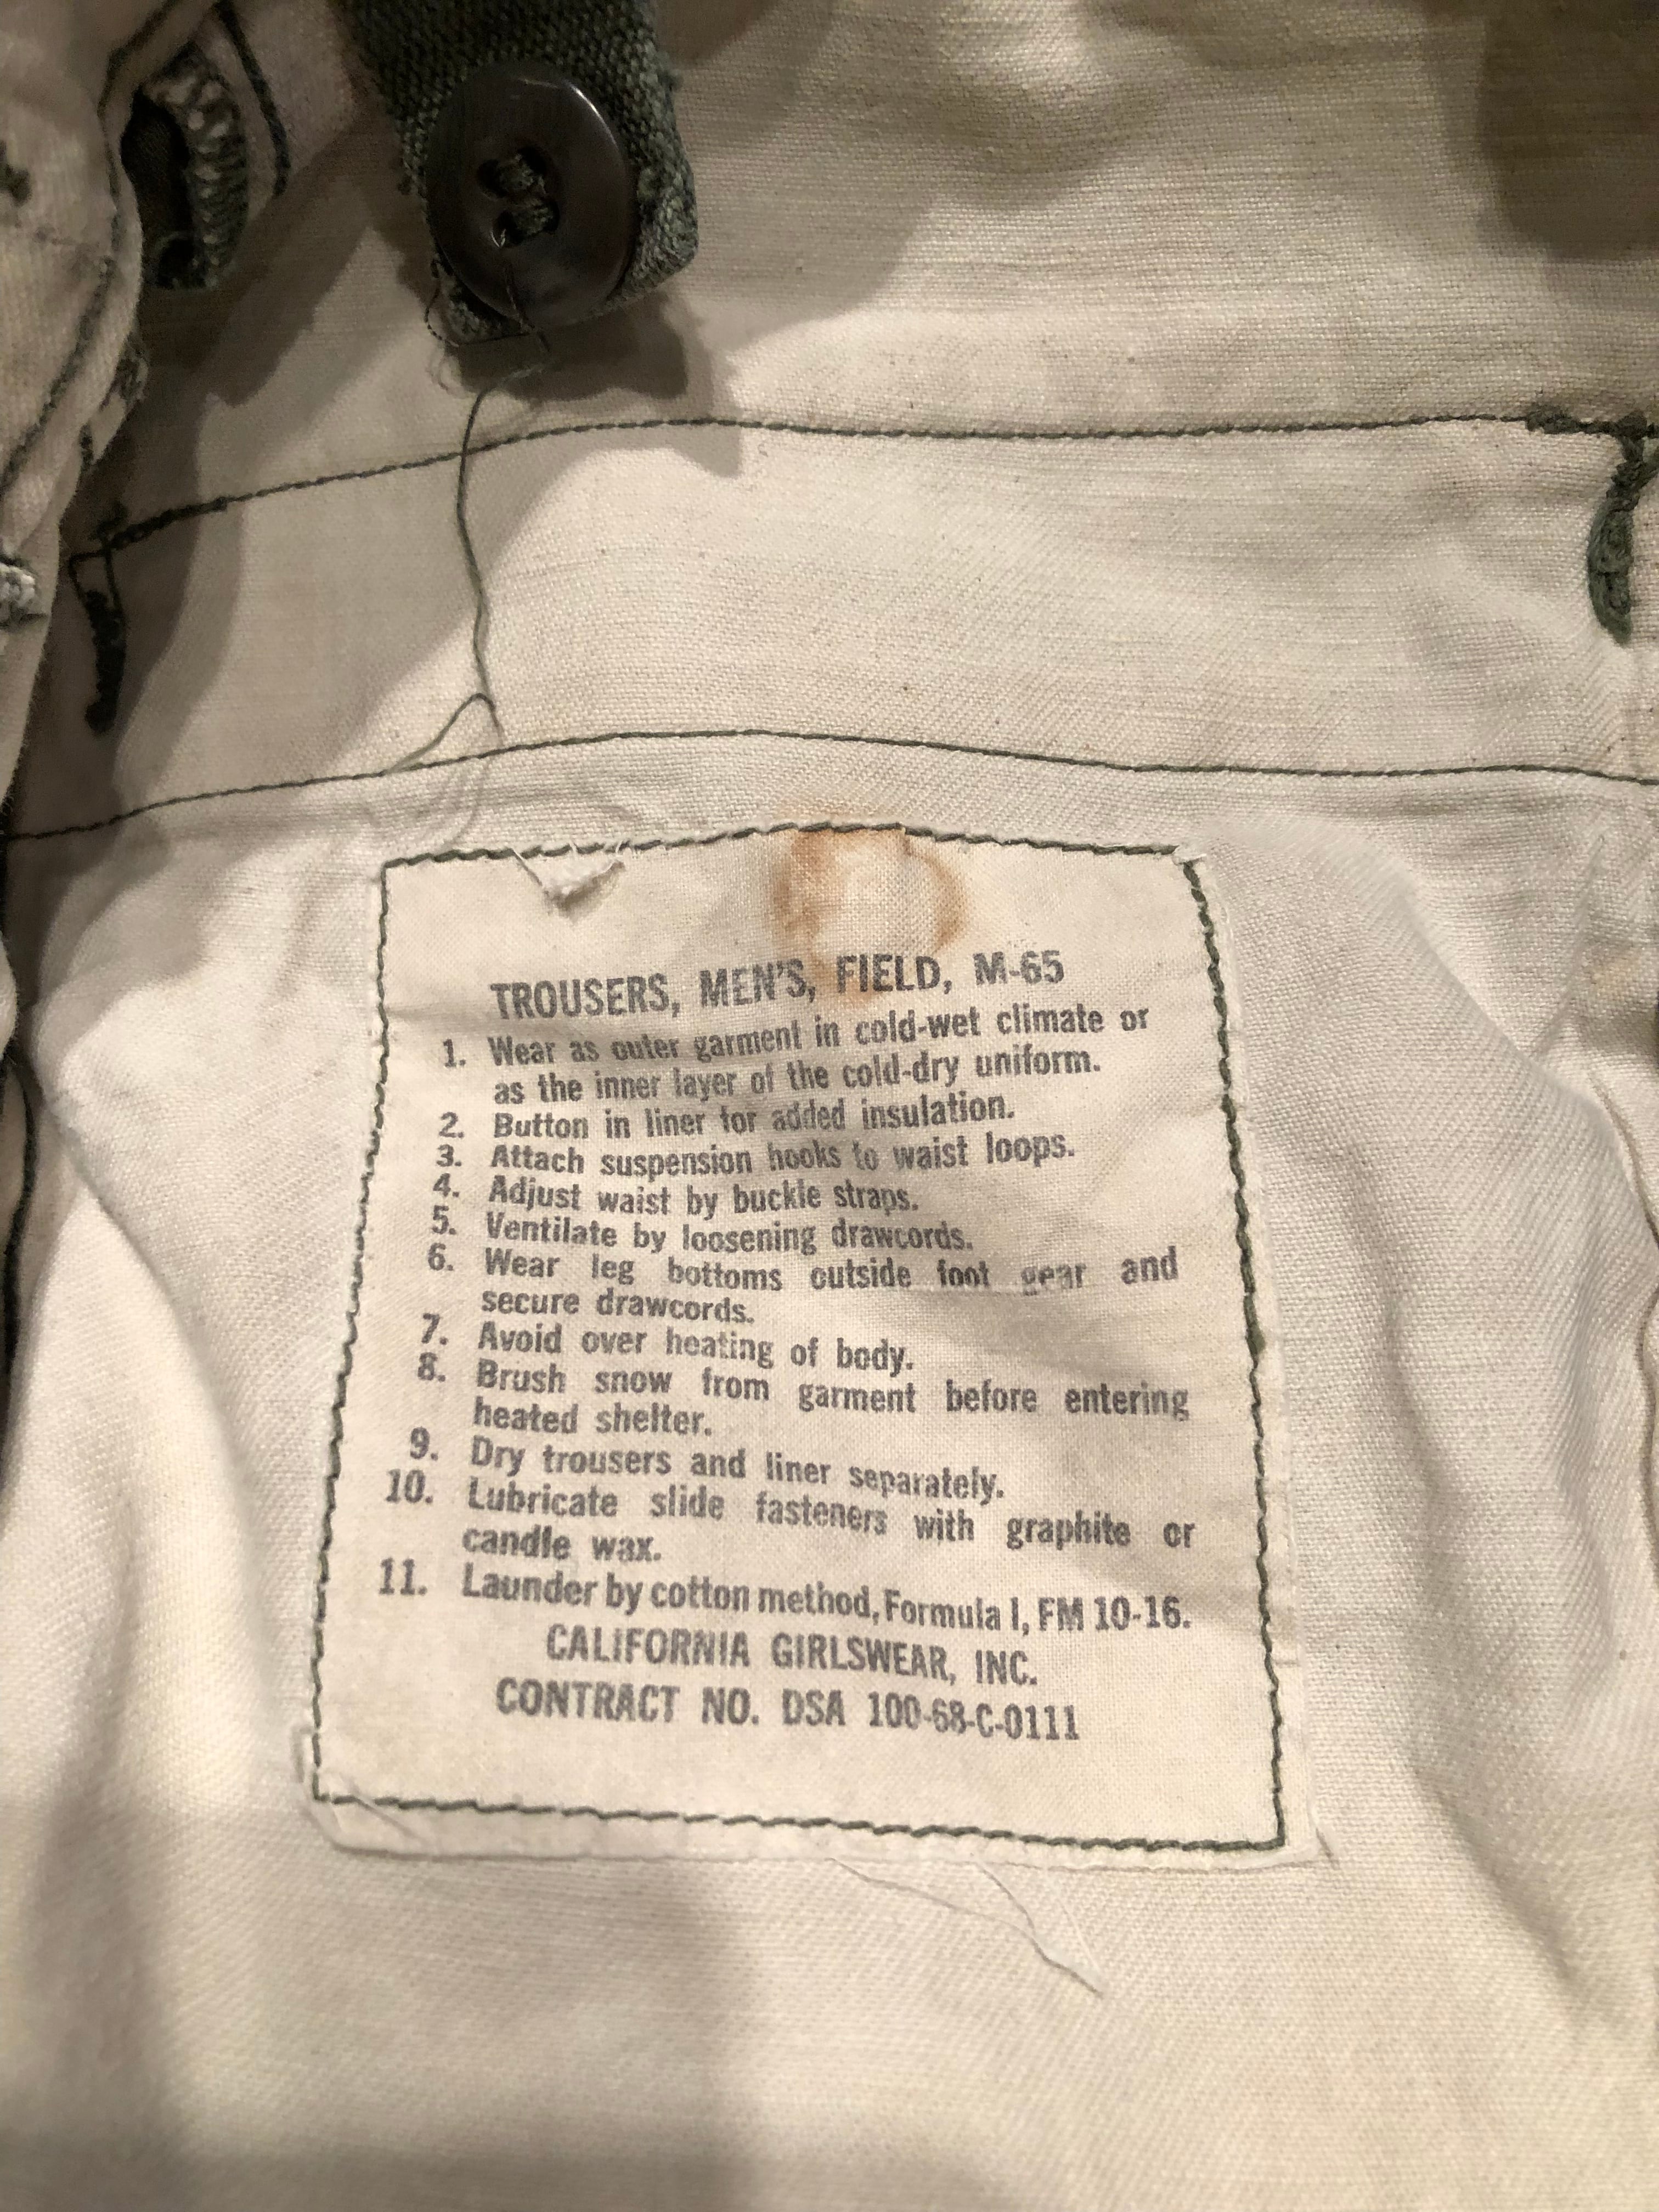 TROUSERS, MEN'S, FIELD, M-65
1. Wear as outer garment in cold-wet climate or
as the inner layer of the cold-dry uniform.
2. Button in liner for added insulation.
3. Attach suspension hooks to waist loops.
4. Adjust waist by buckle straps.
5. Ventilate by loosening drawcords.
6. Wear leg bottoms outside foot gear and
secure drawcords.
7. Avoid over heating of body.
8. Brush snow from garment before entering
heated shelter.
9. Dry trousers and liner separately.
10. Lubricate slide fasteners with graphite or
candle wax.
11. Launder by cotton method, Formula I, FM 10-16.
CALIFORNIA GIRLSWEAR, INC.
CONTRACT NO. DSA 100-68-C-0111